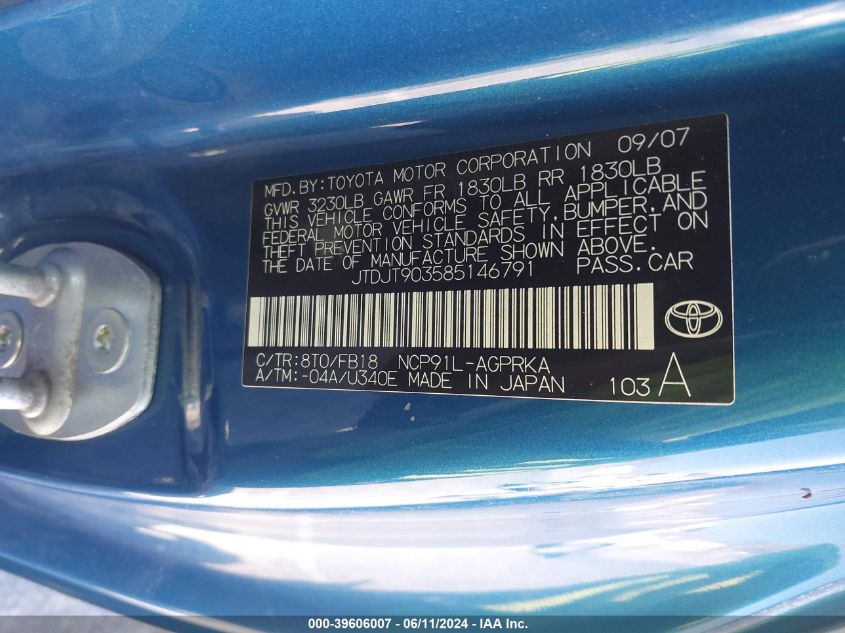 MFD. BY: TOYOTA MOTOR CORPORATION 09/07
GVWR 3230LB GAWR FR 1830LB RR 1830LB
THIS VEHICLE CONFORMS TO ALL APPLICABLE
FEDERAL MOTOR VEHICLE SAFETY, BUMPER, AND
THEFT PREVENTION STANDARDS IN EFFECT ON
THE DATE OF MANUFACTURE SHOWN ABOVE.
JTDJT903585146791 PASS. CAR
C/TR: 8T0/FB18 NCP91L-AGPRKA
A/TM: -04A/U340E MADE IN JAPAN 103 A
000-39606007 / 06/11/2024 - IAA Inc.